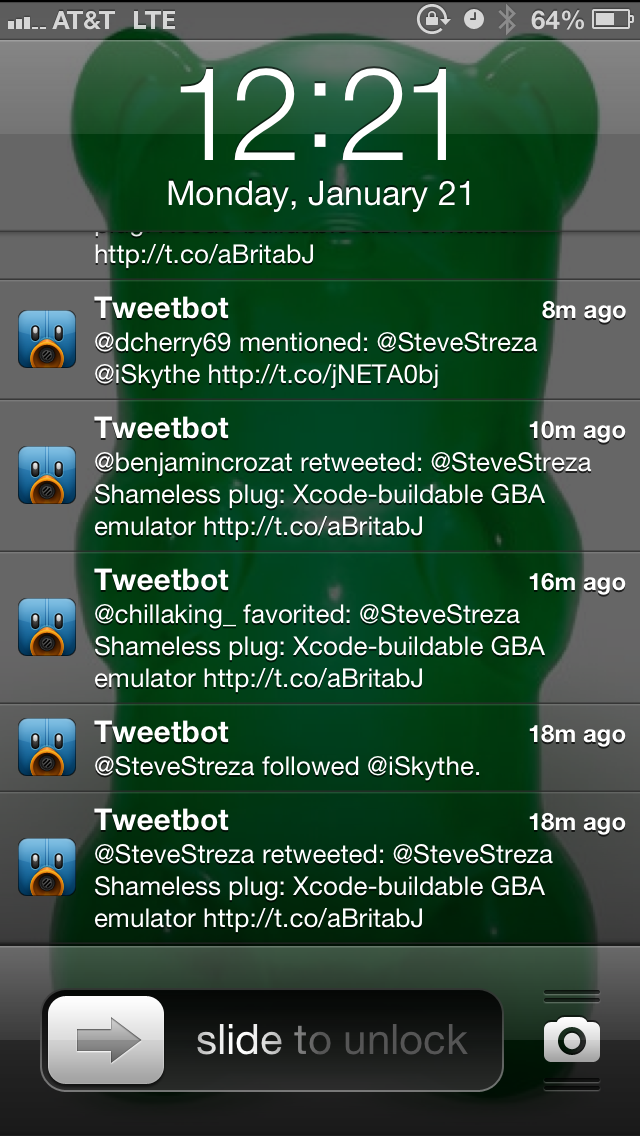 AT&T LTE 64%
12:21
Monday, January 21
http://t.co/aBritabJ
Tweetbot 8m ago
@dcherry69 mentioned: @SteveStreza
@iSkythe http://t.co/jNETA0bj
Tweetbot 10m ago
@benjamincrozat retweeted: @SteveStreza
Shameless plug: Xcode-buildable GBA
emulator http://t.co/aBritabJ
Tweetbot 16m ago
@chillaking_ favorited: @SteveStreza
Shameless plug: Xcode-buildable GBA
emulator http://t.co/aBritabJ
Tweetbot 18m ago
@SteveStreza followed @iSkythe.
Tweetbot 18m ago
@SteveStreza retweeted: @SteveStreza
Shameless plug: Xcode-buildable GBA
emulator http://t.co/aBritabJ
slide to unlock